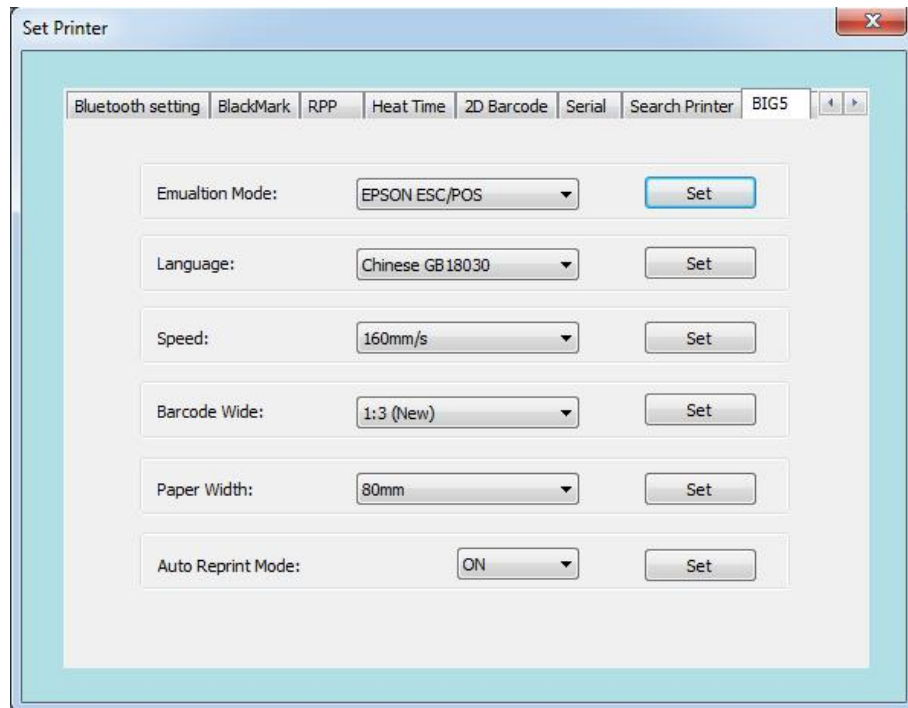 Set Printer
Bluetooth setting BlackMark RPP Heat Time 2D Barcode Serial Search Printer BIG5
Emualtion Mode: EPSON ESC/POS Set
Language: Chinese GB18030 Set
Speed: 160mm/s Set
Barcode Wide: 1:3 (New) Set
Paper Width: 80mm Set
Auto Reprint Mode: ON Set